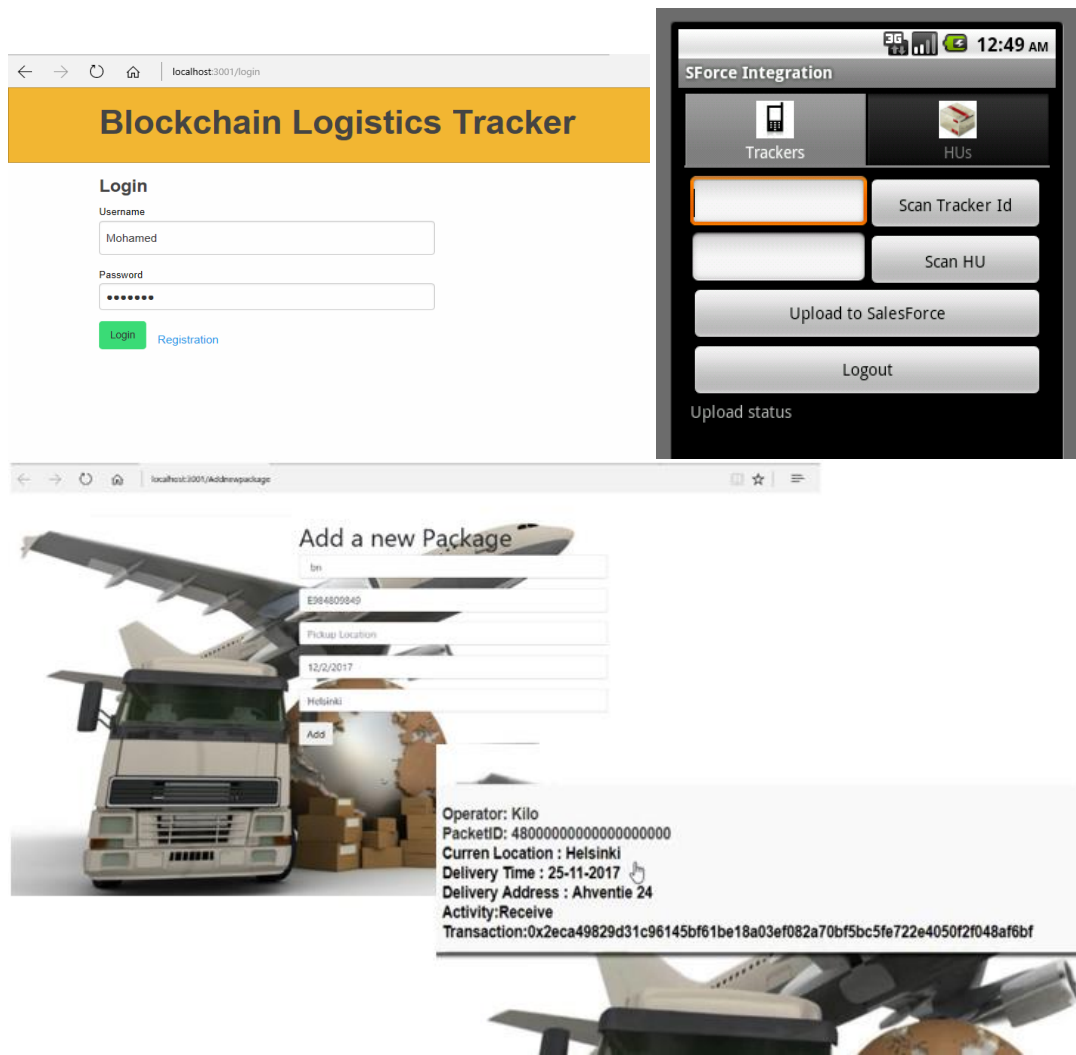 localhost:3001/login
Blockchain Logistics Tracker
Login
Username
Mohamed
Password
•••••••
Login
Registration
3G
12:49 AM
SForce Integration
Trackers
HUs
Scan Tracker Id
Scan HU
Upload to SalesForce
Logout
Upload status
localhost:3001/Addnewpackage
Add a new Package
bn
E984809849
Pickup Location
12/2/2017
Helsinki
Add
Operator: Kilo
PacketID: 48000000000000000000
Curren Location : Helsinki
Delivery Time : 25-11-2017
Delivery Address : Ahventie 24
Activity:Receive
Transaction:0x2eca49829d31c96145bf61be18a03ef082a70bf5bc5fe722e4050f2f048af6bf